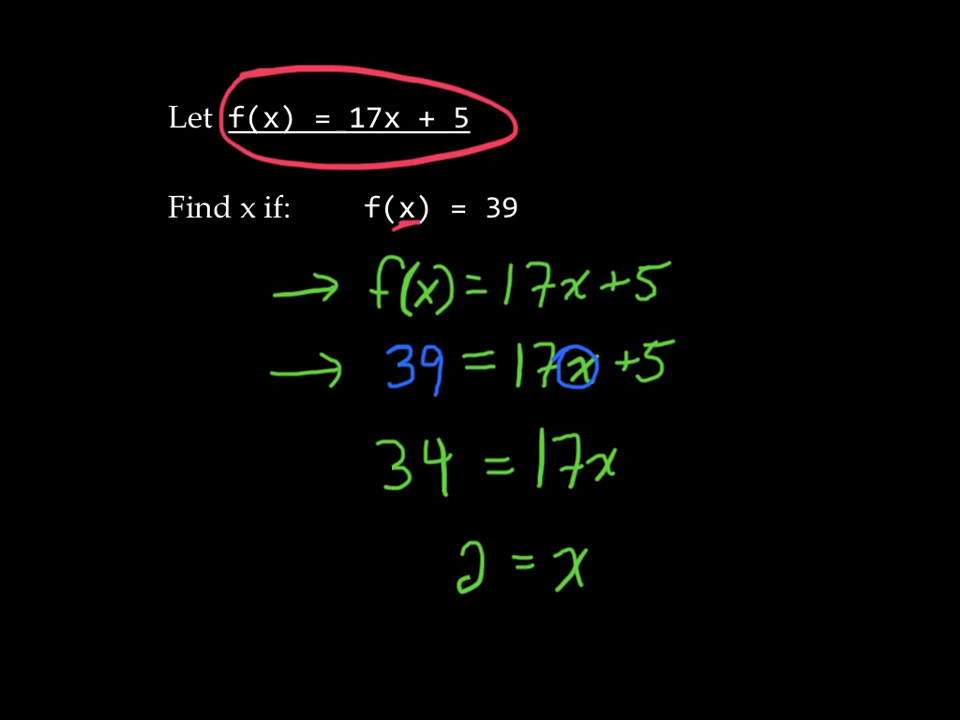 Let f(x) = 17x + 5
Find x if: f(x) = 39
→ f(x) = 17x + 5
→ 39 = 17x + 5
34 = 17x
2 = x